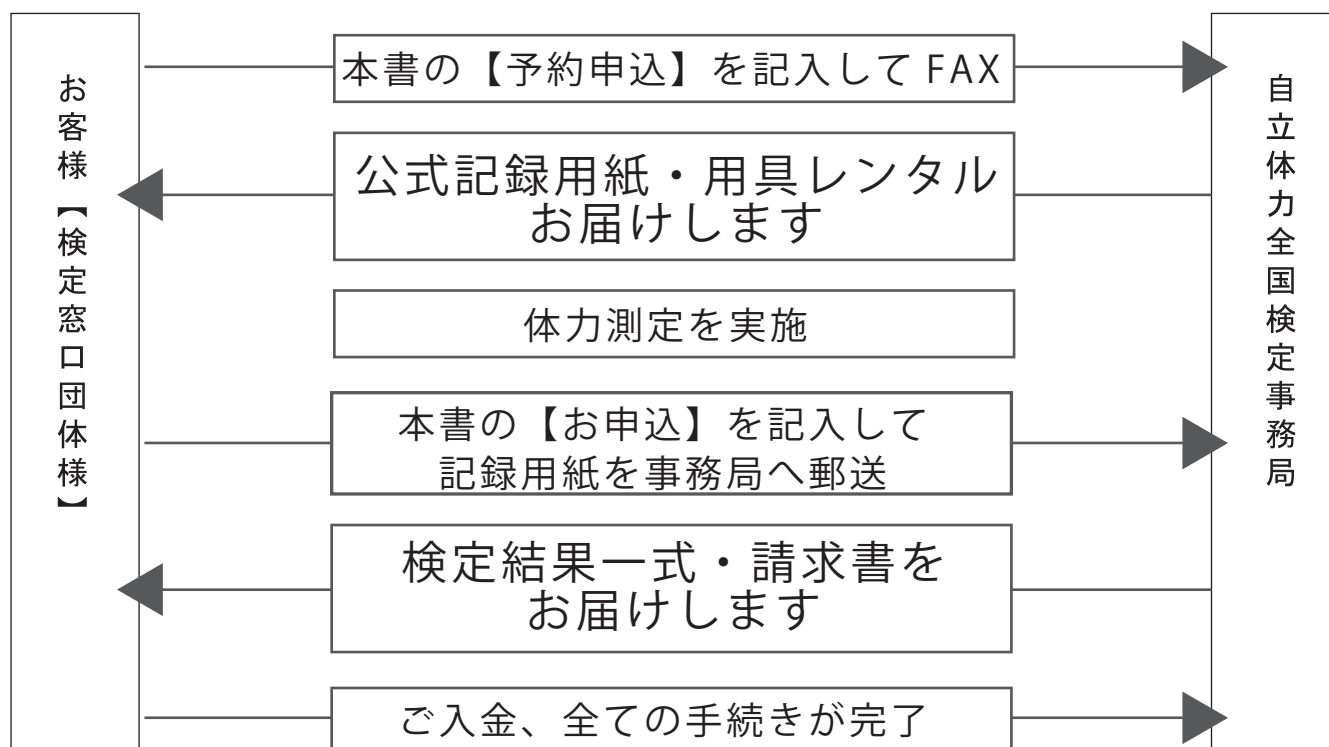 お客様【検定窓口団体様】
本書の【予約申込】を記入して FAX
公式記録用紙・用具レンタル
お届けします
体力測定を実施
本書の【お申込】を記入して
記録用紙を事務局へ郵送
検定結果一式・請求書を
お届けします
ご入金、全ての手続きが完了
自立体力全国検定事務局